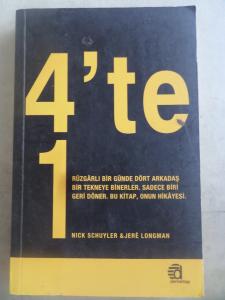 4'te
1
RÜZGÂRLI BİR GÜNDE DÖRT ARKADAŞ
BİR TEKNEYE BİNERLER. SADECE BİRİ
GERİ DÖNER. BU KİTAP, ONUN HİKÂYESİ.
NICK SCHUYLER & JERÉ LONGMAN